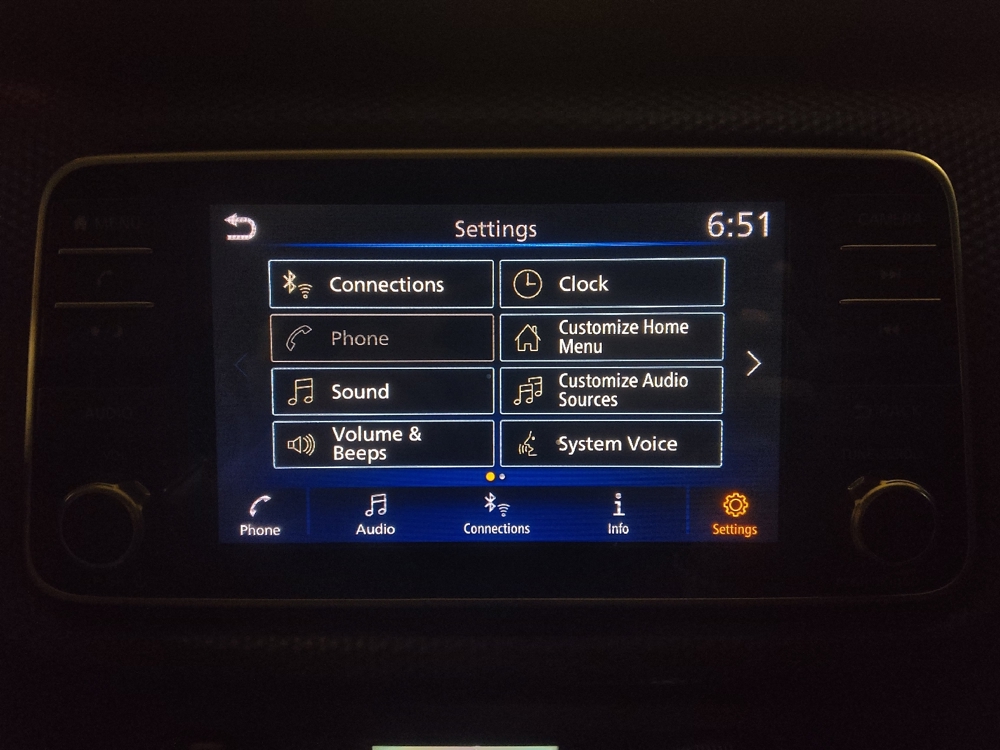 Settings
6:51
Connections
Clock
Phone
Customize Home
Menu
Sound
Customize Audio
Sources
Volume &
Beeps
System Voice
Phone
Audio
Connections
Info
Settings